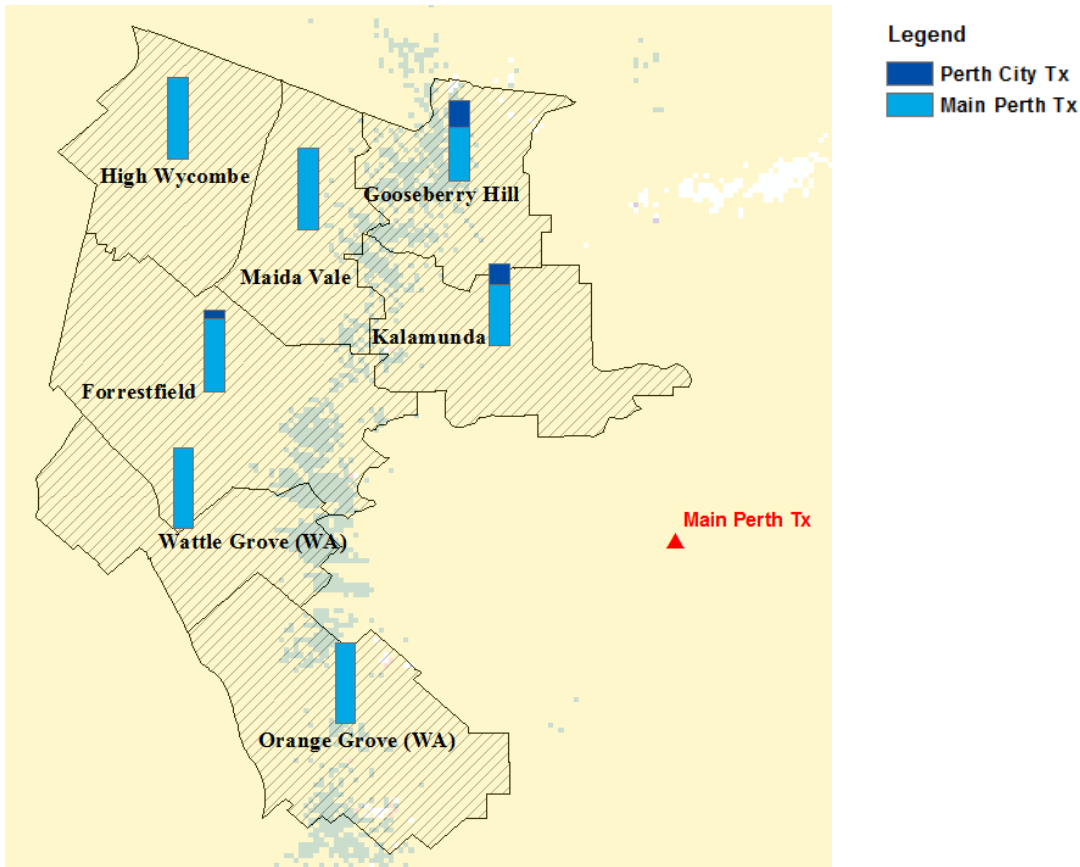 Legend
Perth City Tx
Main Perth Tx
High Wycombe
Gooseberry Hill
Maida Vale
Kalamunda
Forrestfield
Main Perth Tx
Wattle Grove (WA)
Orange Grove (WA)